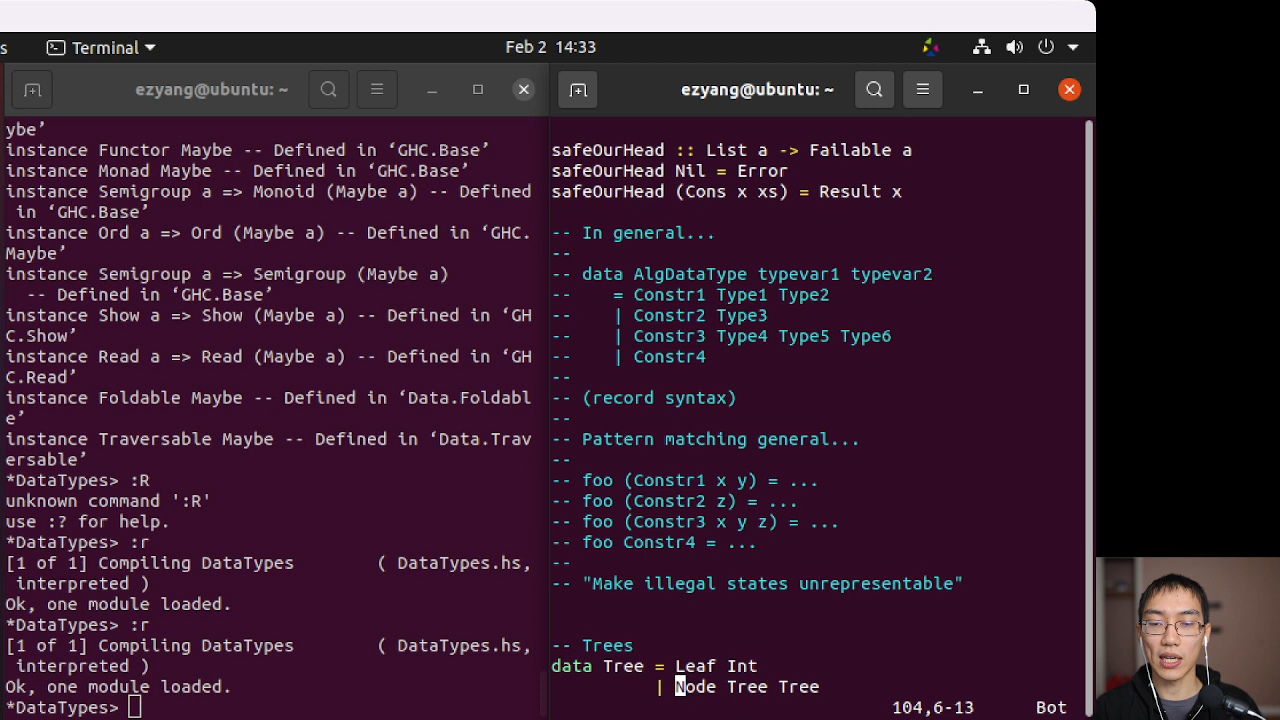 s
Terminal
Feb 2 14:33
ezyang@ubuntu: ~
ybe’
instance Functor Maybe -- Defined in ‘GHC.Base’
instance Monad Maybe -- Defined in ‘GHC.Base’
instance Semigroup a => Monoid (Maybe a) -- Defined
 in ‘GHC.Base’
instance Ord a => Ord (Maybe a) -- Defined in ‘GHC.
Maybe’
instance Semigroup a => Semigroup (Maybe a)
  -- Defined in ‘GHC.Base’
instance Show a => Show (Maybe a) -- Defined in ‘GH
C.Show’
instance Read a => Read (Maybe a) -- Defined in ‘GH
C.Read’
instance Foldable Maybe -- Defined in ‘Data.Foldabl
e’
instance Traversable Maybe -- Defined in ‘Data.Trav
ersable’
*DataTypes> :R
unknown command ':R'
use :? for help.
*DataTypes> :r
[1 of 1] Compiling DataTypes        ( DataTypes.hs,
 interpreted )
Ok, one module loaded.
*DataTypes> :r
[1 of 1] Compiling DataTypes        ( DataTypes.hs,
 interpreted )
Ok, one module loaded.
*DataTypes>
ezyang@ubuntu: ~
safeOurHead :: List a -> Failable a
safeOurHead Nil = Error
safeOurHead (Cons x xs) = Result x
-- In general...
--
-- data AlgDataType typevar1 typevar2
--    = Constr1 Type1 Type2
--    | Constr2 Type3
--    | Constr3 Type4 Type5 Type6
--    | Constr4
--
-- (record syntax)
--
-- Pattern matching general...
--
-- foo (Constr1 x y) = ...
-- foo (Constr2 z) = ...
-- foo (Constr3 x y z) = ...
-- foo Constr4 = ...
--
-- "Make illegal states unrepresentable"
-- Trees
data Tree = Leaf Int
          | Node Tree Tree
104,6-13 Bot